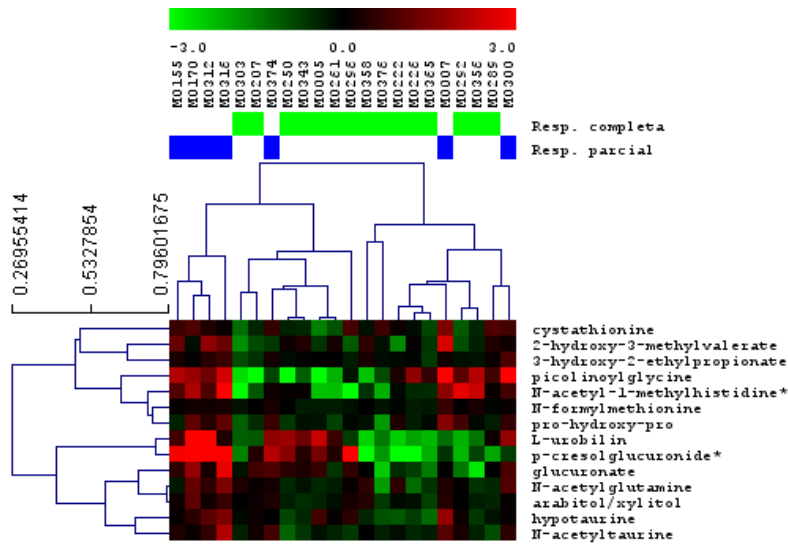 -3.0 0.0 3.0
M0155 M0170 M0312 M0316 M0303 M0207 M0374 M0250 M0343 M0005 M0261 M0296 M0358 M0376 M0222 M0226 M0365 M0007 M0292 M0356 M0289 M0300
Resp. completa
Resp. parcial
0.26955414 0.5327854 0.79601675
cystathionine
2-hydroxy-3-methylvalerate
3-hydroxy-2-ethylpropionate
picolinoylglycine
N-acetyl-1-methylhistidine*
N-formylmethionine
pro-hydroxy-pro
L-urobilin
p-cresolglucuronide*
glucuronate
N-acetylglutamine
arabitol/xylitol
hypotaurine
N-acetyltaurine